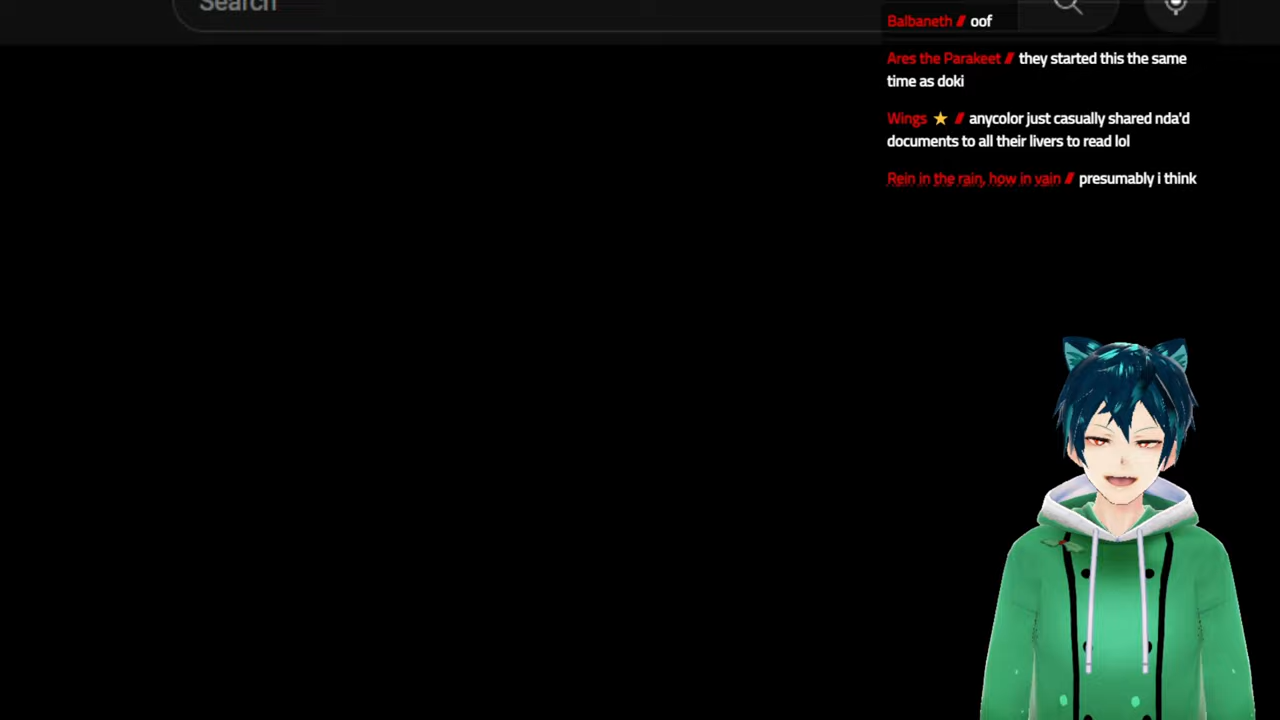 Search
Balbaneth // oof
Ares the Parakeet // they started this the same
time as doki
Wings ⭐ // anycolor just casually shared nda'd
documents to all their livers to read lol
Rein in the rain, how in vain // presumably i think